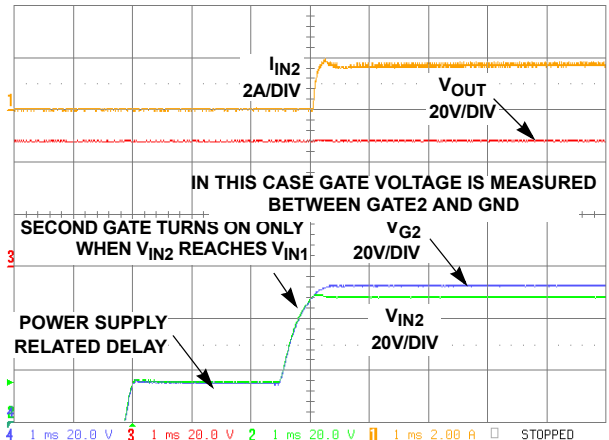 I_IN2
2A/DIV
1
V_OUT
20V/DIV
IN THIS CASE GATE VOLTAGE IS MEASURED
BETWEEN GATE2 AND GND
SECOND GATE TURNS ON ONLY
WHEN V_IN2 REACHES V_IN1
V_G2
20V/DIV
3
V_IN2
20V/DIV
POWER SUPPLY
RELATED DELAY
4 1 ms 20.0 V 3 1 ms 20.0 V 2 1 ms 20.0 V 1 1 ms 2.00 A STOPPED